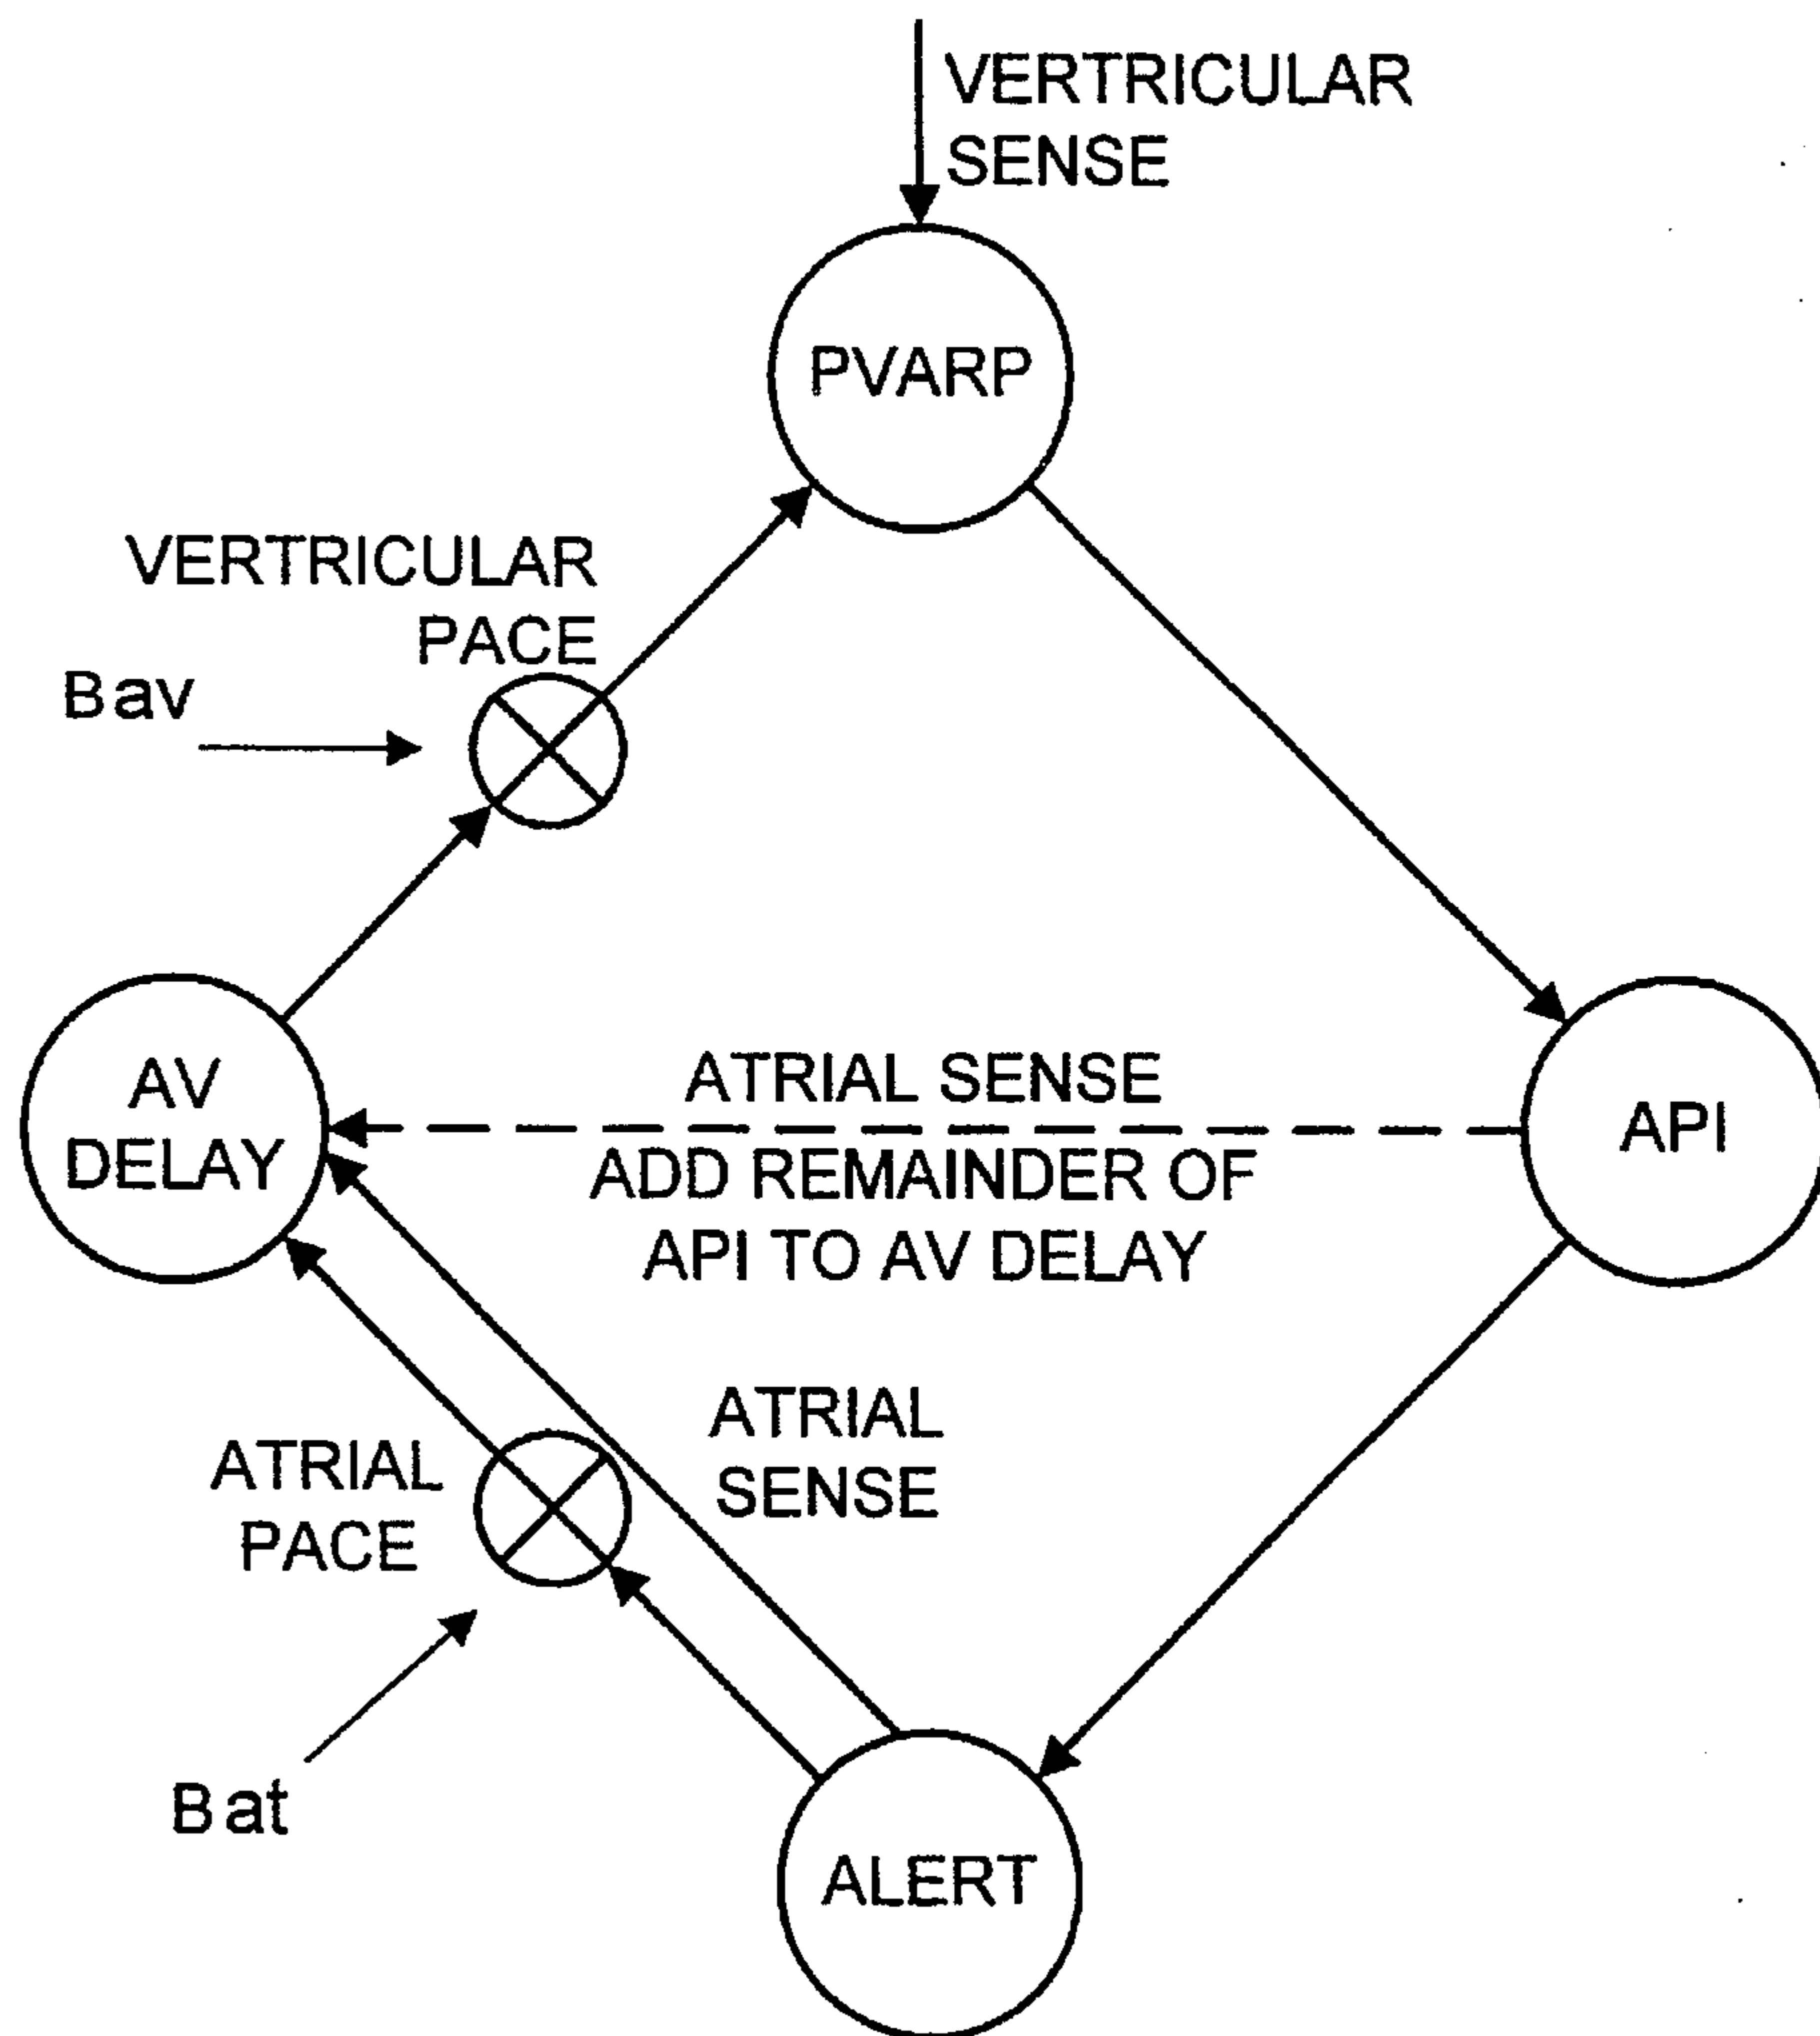 VERTRICULAR
SENSE
PVARP
VERTRICULAR
PACE
Bav
AV
DELAY
ATRIAL SENSE
ADD REMAINDER OF
API TO AV DELAY
API
ATRIAL
SENSE
ATRIAL
PACE
Bat
ALERT